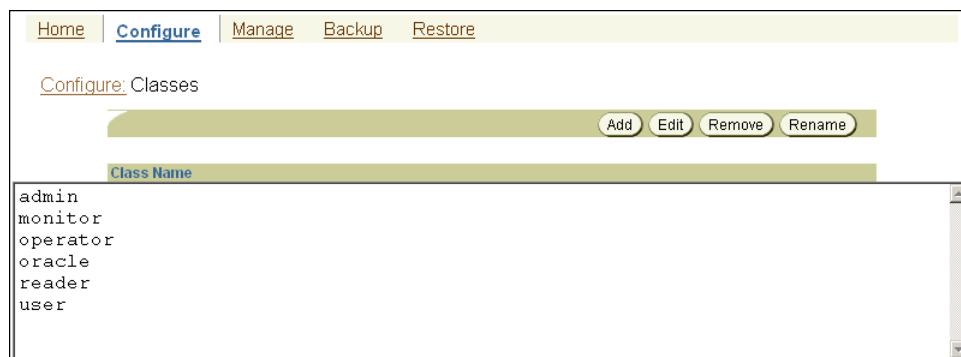 Home Configure Manage Backup Restore
Configure: Classes
Add Edit Remove Rename
Class Name
admin
monitor
operator
oracle
reader
user